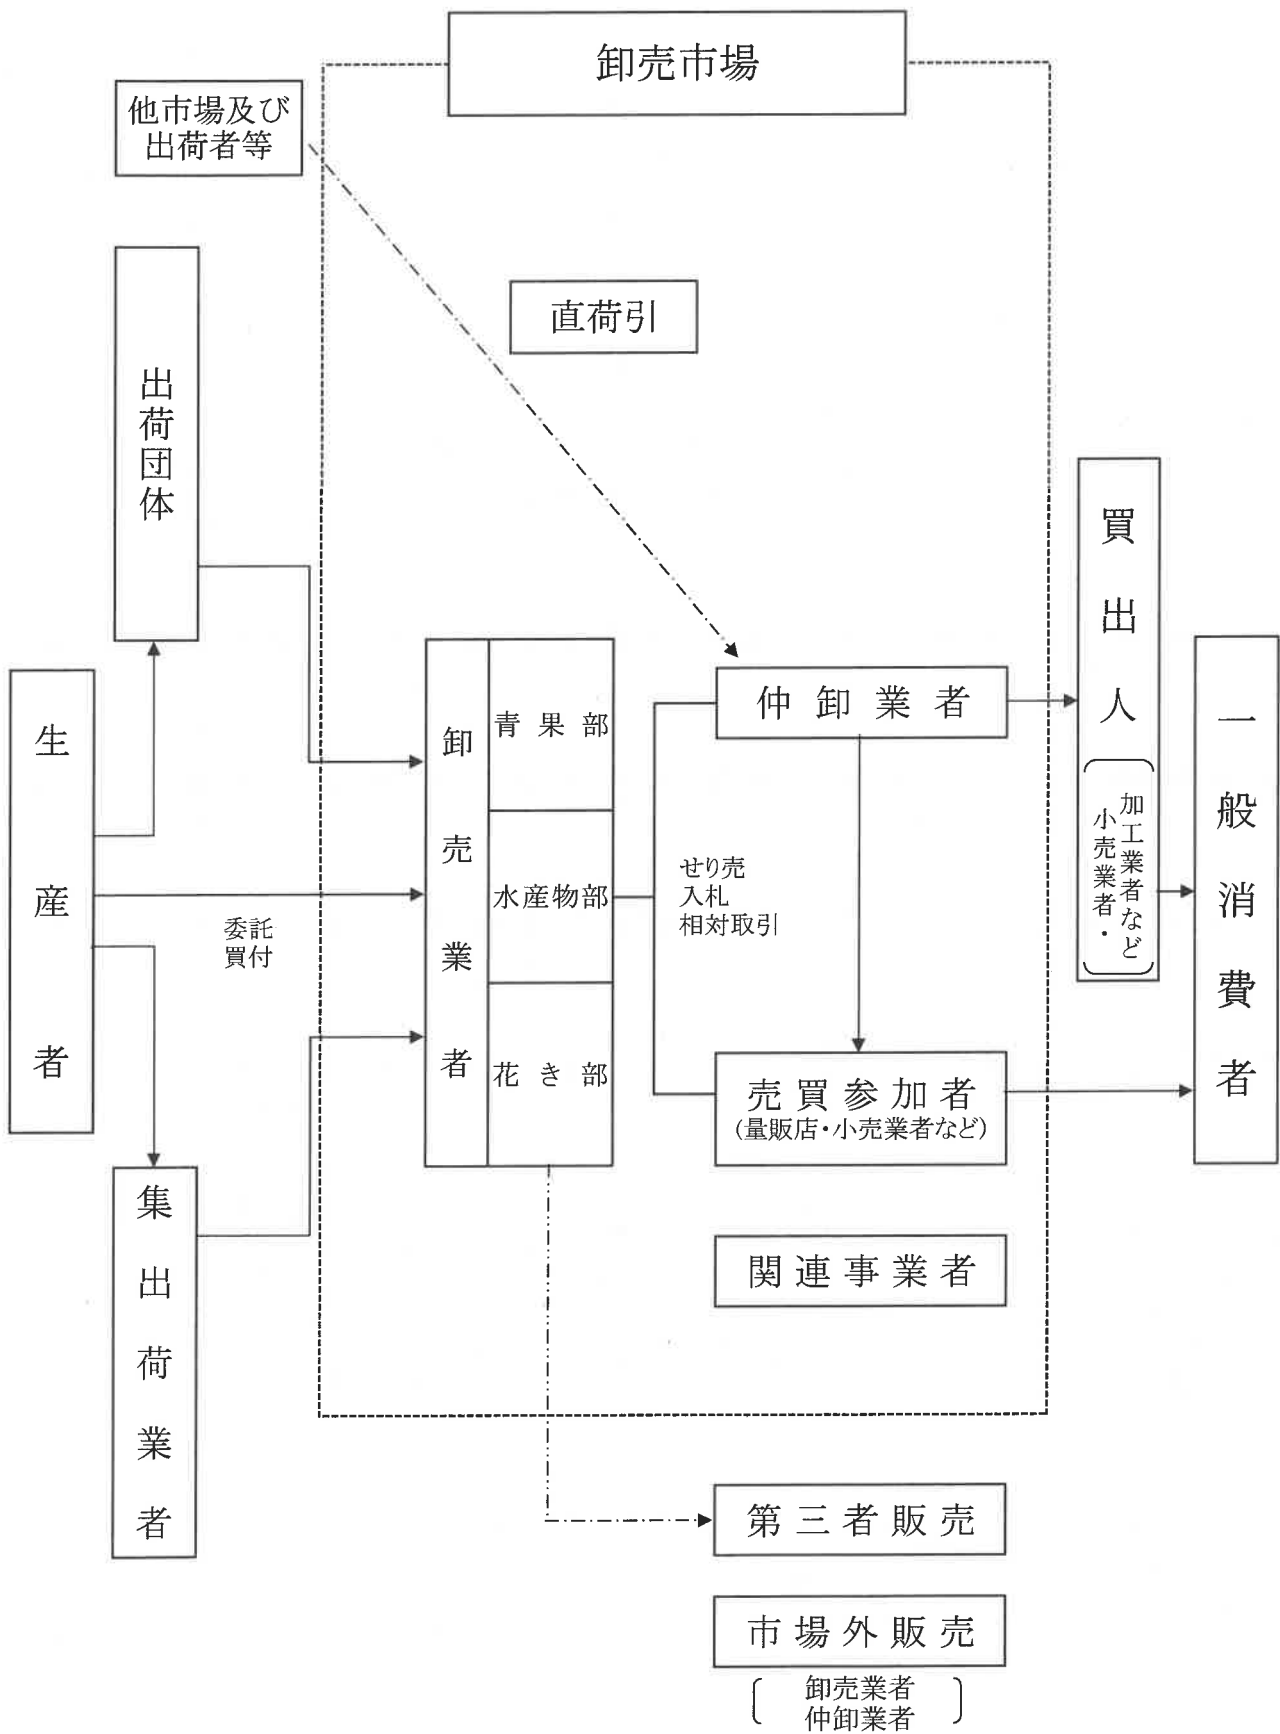 卸売市場
他市場及び
出荷者等
直荷引
出荷団体
生産者
委託
買付
集出荷業者
卸売業者
青果部
水産物部
花き部
せり売
入札
相対取引
仲卸業者
売買参加者
(量販店・小売業者など)
関連事業者
買出人
小売業者・
加工業者など
一般消費者
第三者販売
市場外販売
卸売業者
仲卸業者